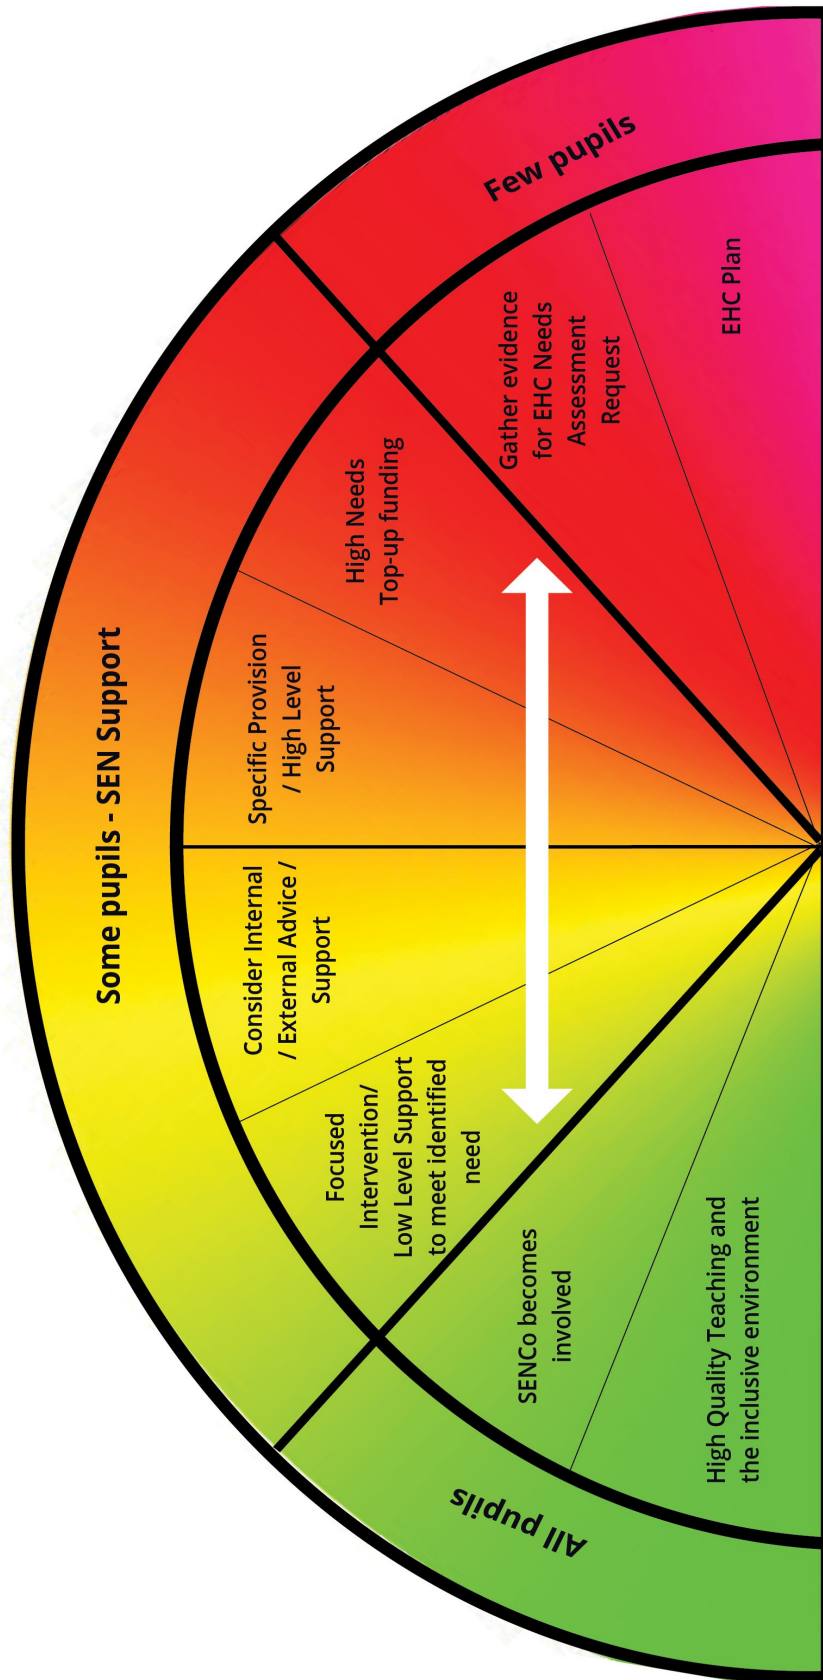 All pupils
Some pupils - SEN Support
Few pupils
High Quality Teaching and
the inclusive environment
SENCo becomes
involved
Focused
Intervention/
Low Level Support
to meet identified
need
Consider Internal
/ External Advice /
Support
Specific Provision
/ High Level
Support
High Needs
Top-up funding
Gather evidence
for EHC Needs
Assessment
Request
EHC Plan